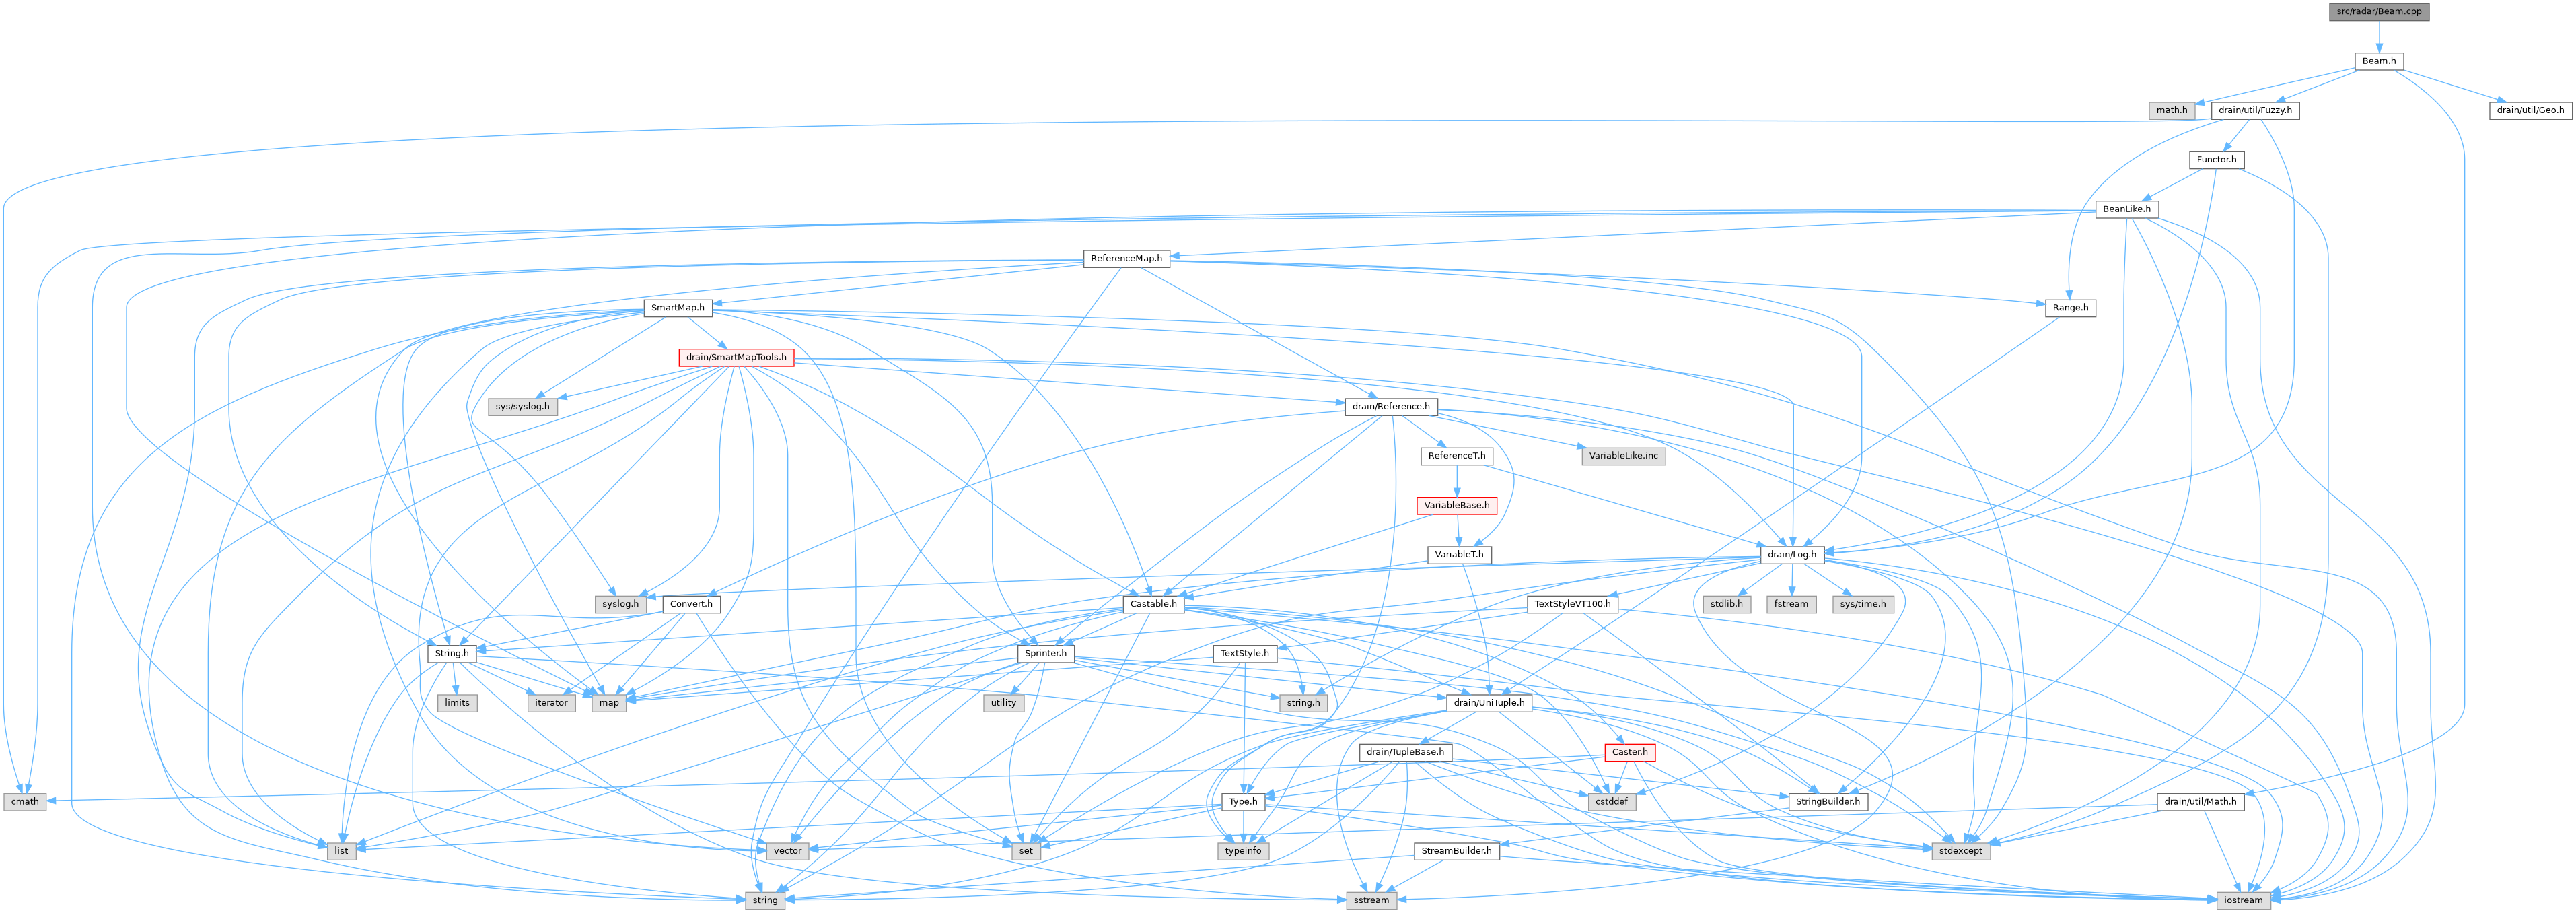 src/radar/Beam.cpp
Beam.h
math.h
drain/util/Fuzzy.h
drain/util/Geo.h
Functor.h
BeanLike.h
ReferenceMap.h
SmartMap.h
Range.h
drain/SmartMapTools.h
sys/syslog.h
drain/Reference.h
ReferenceT.h
VariableLike.inc
VariableBase.h
VariableT.h
drain/Log.h
syslog.h
Convert.h
Castable.h
TextStyleVT100.h
stdlib.h
fstream
sys/time.h
String.h
Sprinter.h
TextStyle.h
limits
iterator
map
utility
string.h
drain/UniTuple.h
drain/TupleBase.h
Caster.h
cmath
Type.h
cstddef
StringBuilder.h
drain/util/Math.h
list
vector
set
typeinfo
StreamBuilder.h
stdexcept
string
sstream
iostream